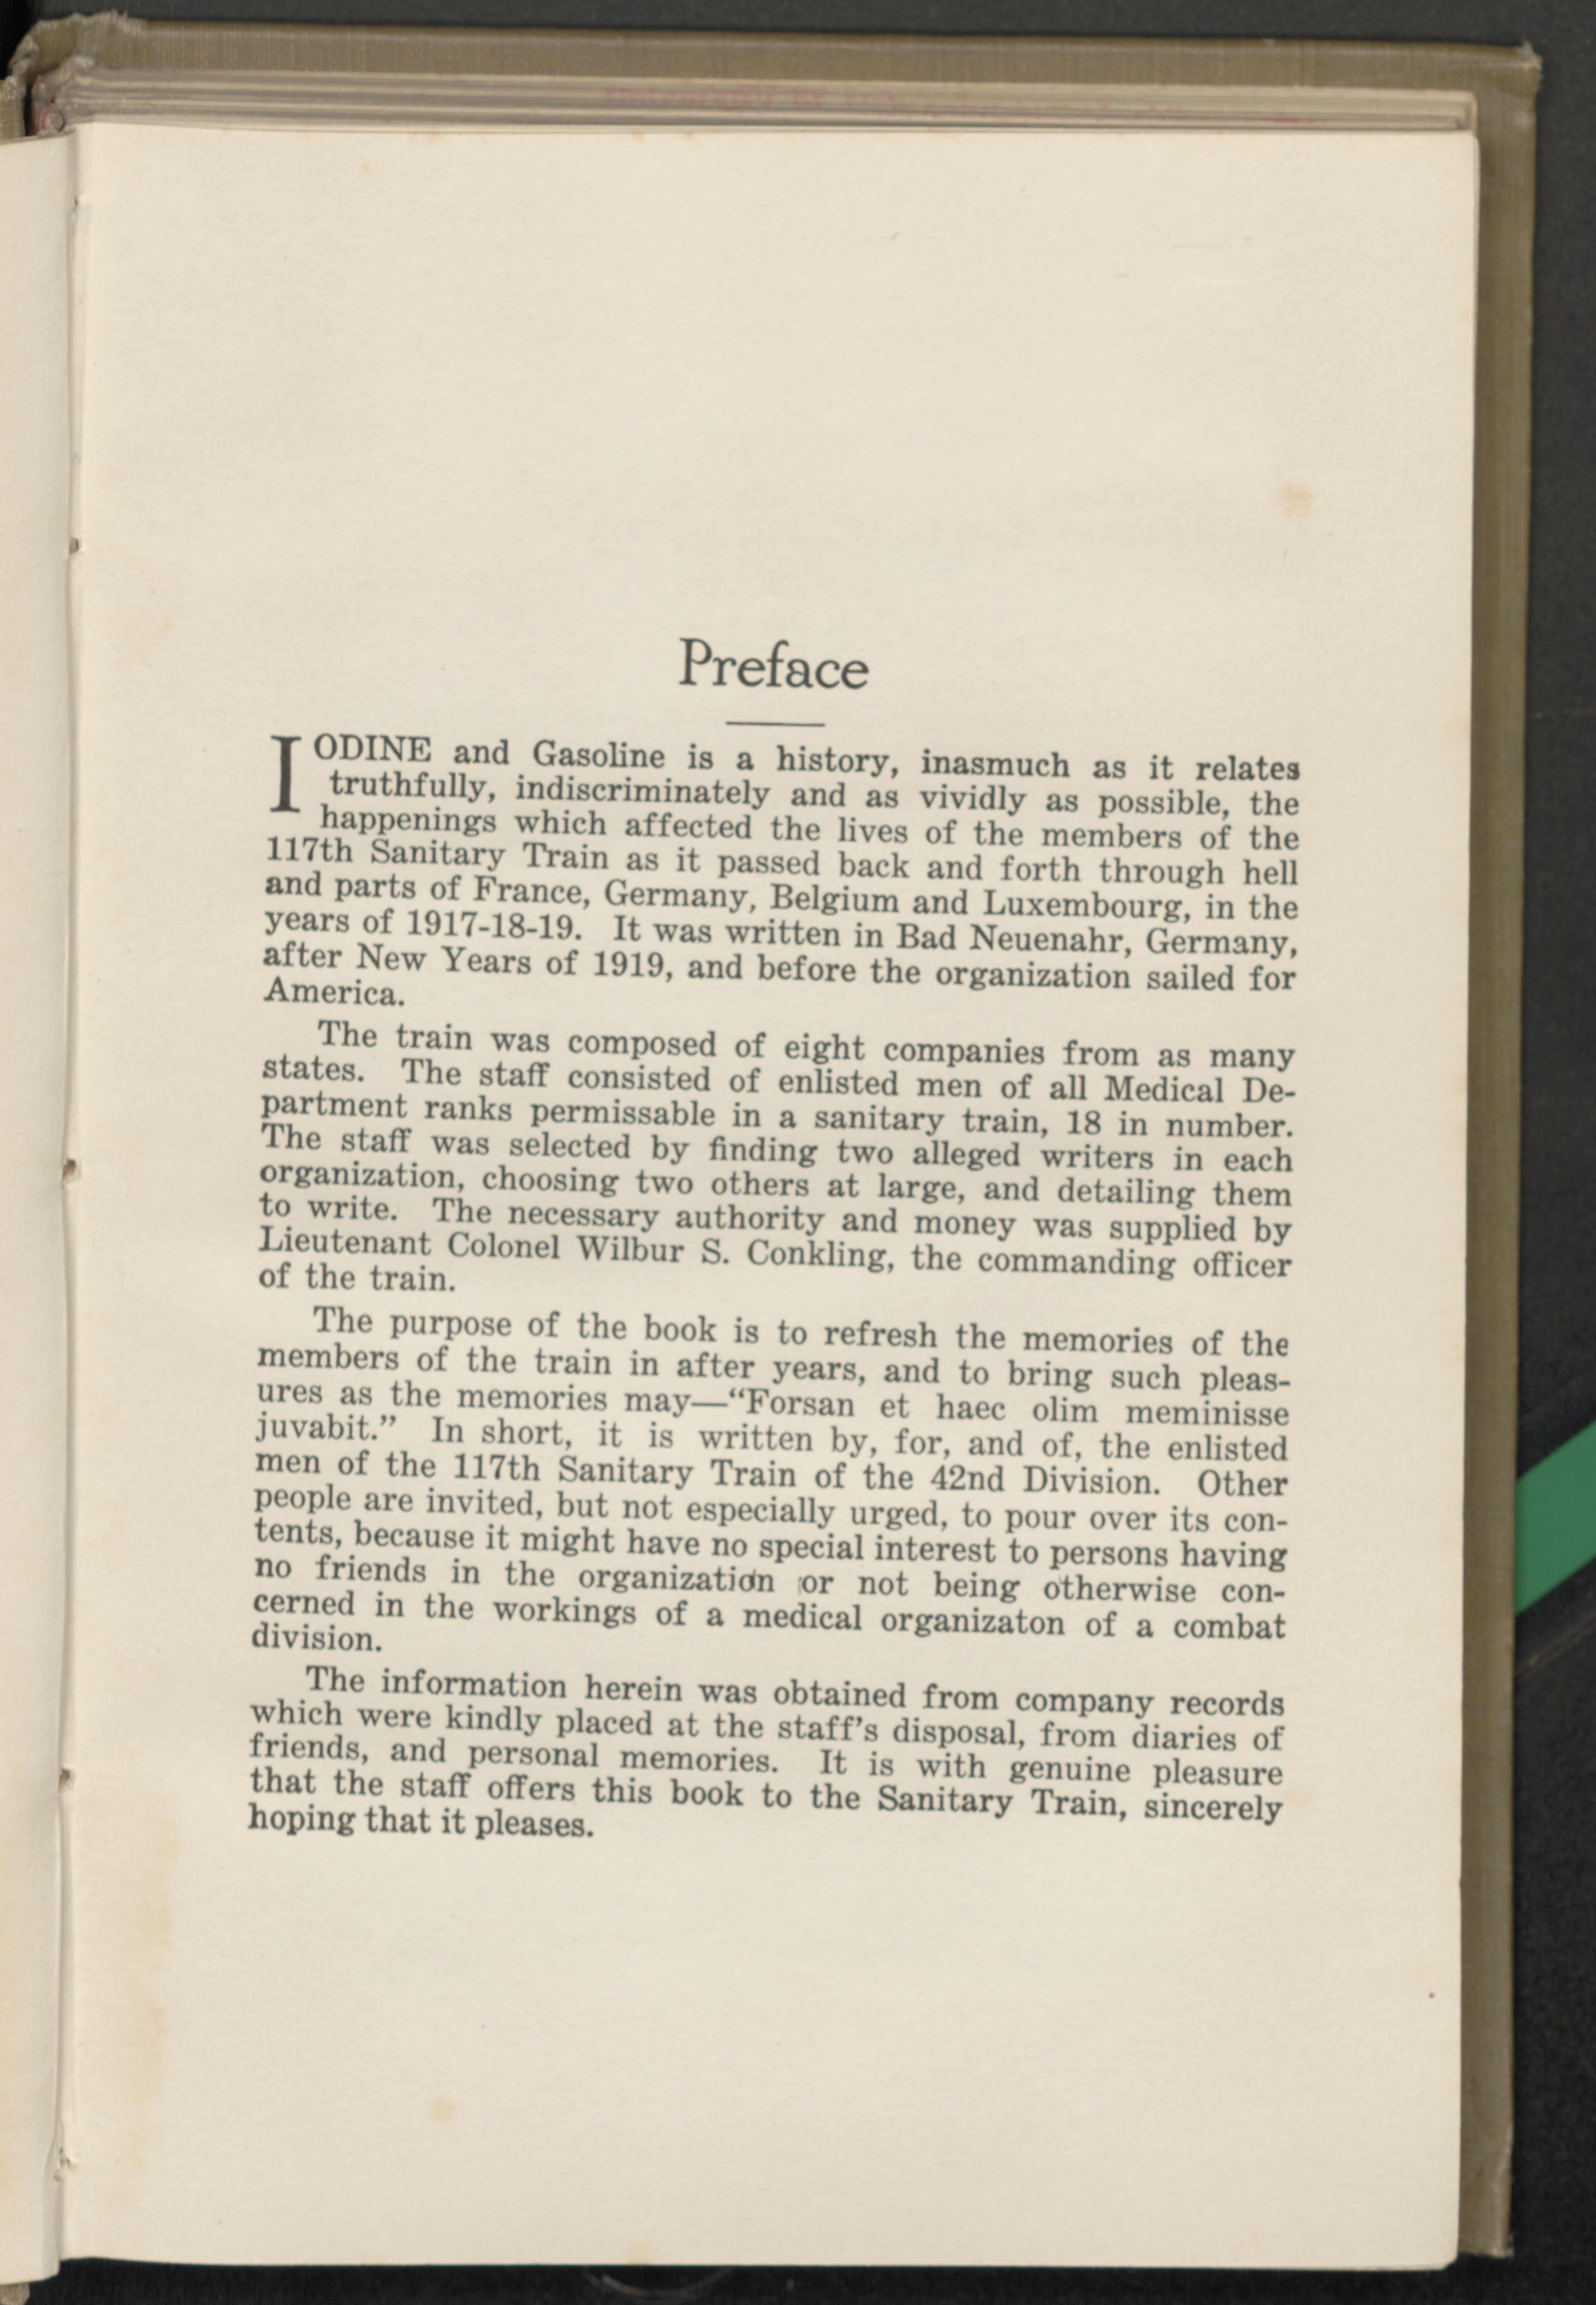 Preface
IODINE and Gasoline is a history, inasmuch as it relates
truthfully, indiscriminately and as vividly as possible, the
happenings which affected the lives of the members of the
117th Sanitary Train as it passed back and forth through hell
and parts of France, Germany, Belgium and Luxembourg, in the
years of 1917-18-19. It was written in Bad Neuenahr, Germany,
after New Years of 1919, and before the organization sailed for
America.
The train was composed of eight companies from as many
states. The staff consisted of enlisted men of all Medical De-
partment ranks permissable in a sanitary train, 18 in number.
The staff was selected by finding two alleged writers in each
organization, choosing two others at large, and detailing them
to write. The necessary authority and money was supplied by
Lieutenant Colonel Wilbur S. Conkling, the commanding officer
of the train.
The purpose of the book is to refresh the memories of the
members of the train in after years, and to bring such pleas-
ures as the memories may—“Forsan et haec olim meminisse
juvabit.” In short, it is written by, for, and of, the enlisted
men of the 117th Sanitary Train of the 42nd Division. Other
people are invited, but not especially urged, to pour over its con-
tents, because it might have no special interest to persons having
no friends in the organization or not being otherwise con-
cerned in the workings of a medical organizaton of a combat
division.
The information herein was obtained from company records
which were kindly placed at the staff’s disposal, from diaries of
friends, and personal memories. It is with genuine pleasure
that the staff offers this book to the Sanitary Train, sincerely
hoping that it pleases.